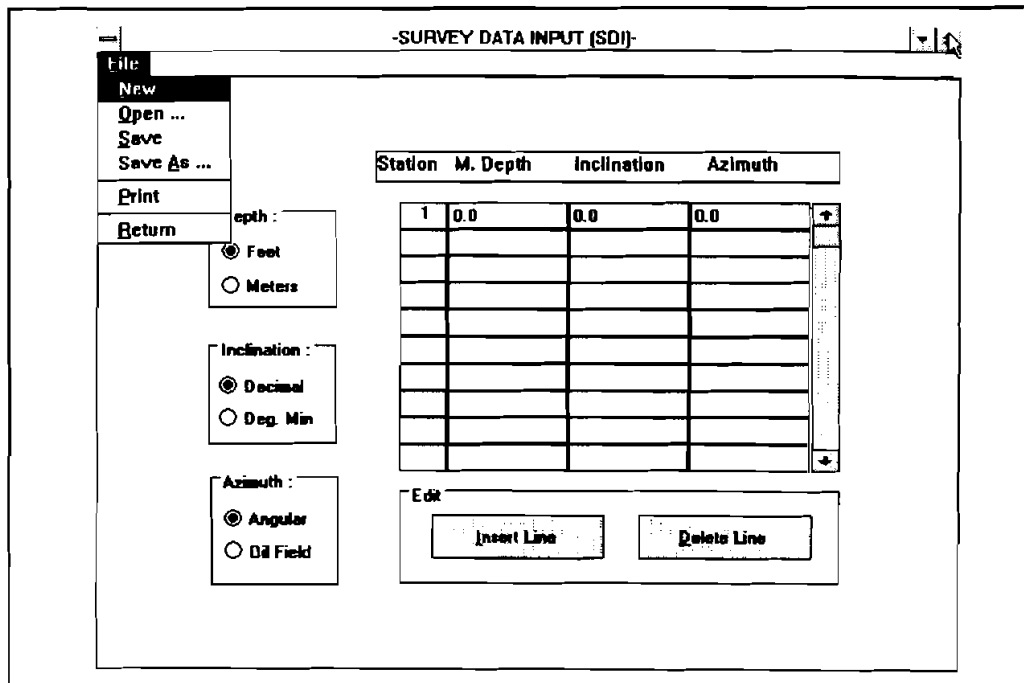 -SURVEY DATA INPUT (SDI)-
File
New
Open ...
Save
Save As ...
Print
Return
Station M. Depth Inclination Azimuth
1 0.0 0.0 0.0
epth :
Feet
Meters
Inclination :
Decimal
Deg. Min
Azimuth :
Angular
Oil Field
Edit
Insert Line
Delete Line